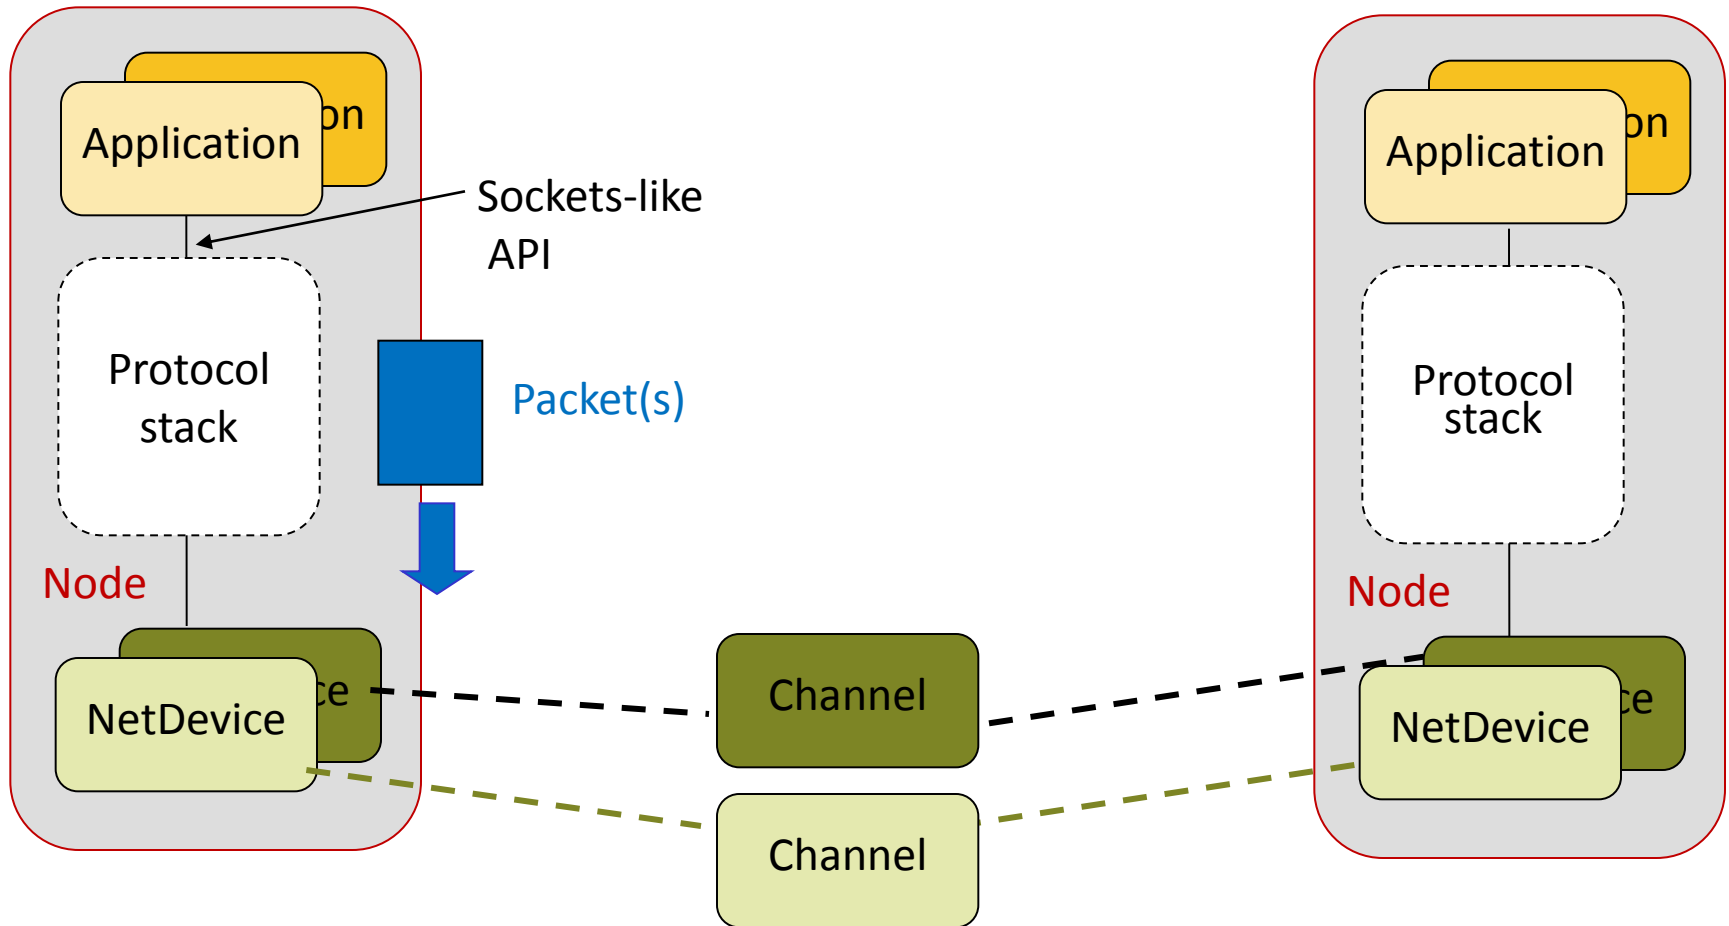 on
Application
Sockets-like
API
Protocol
stack
Packet(s)
Node
ce
NetDevice
Channel
Channel
on
Application
Protocol
stack
Node
ce
NetDevice